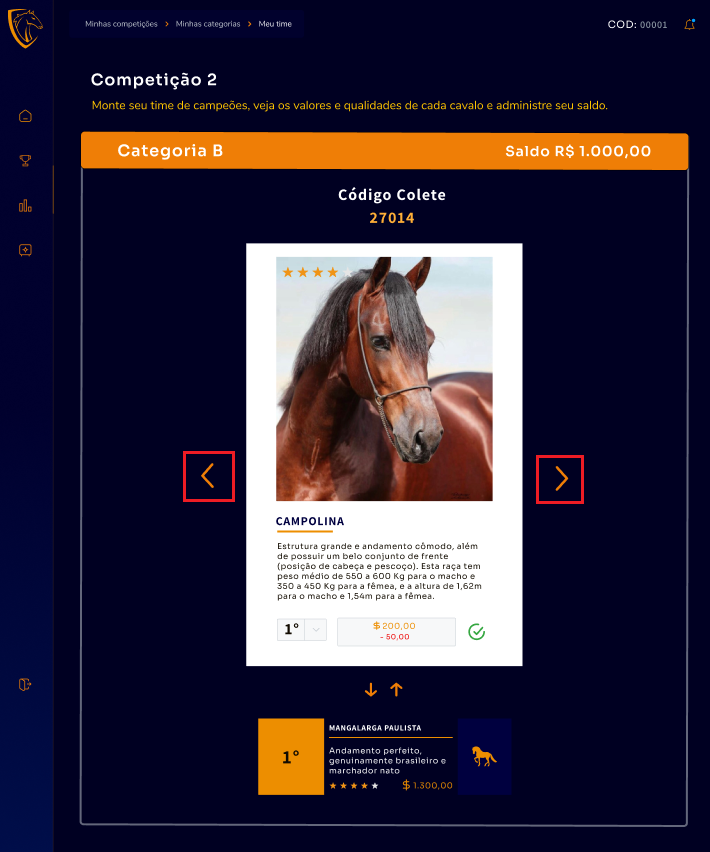 Minhas competições > Minhas categorias > Meu time
COD: 00001
Competição 2
Monte seu time de campeões, veja os valores e qualidades de cada cavalo e administre seu saldo.
Categoria B
Saldo R$ 1.000,00
Código Colete
27014
CAMPOLINA
Estrutura grande e andamento cômodo, além
de possuir um belo conjunto de frente
(posição de cabeça e pescoço). Esta raça tem
peso médio de 550 a 600 Kg para o macho e
350 a 450 Kg para a fêmea, e a altura de 1,62m
para o macho e 1,54m para a fêmea.
1°
$ 200,00
- 50,00
1°
MANGALARGA PAULISTA
Andamento perfeito,
genuinamente brasileiro e
marchador nato
$ 1.300,00